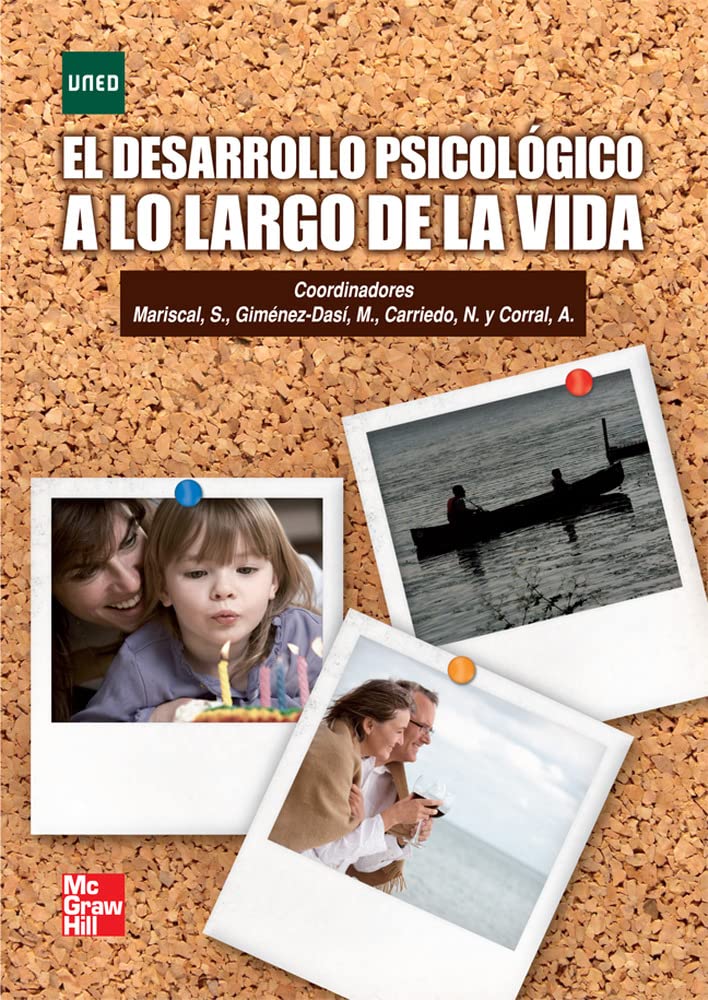 UNED
EL DESARROLLO PSICOLÓGICO
A LO LARGO DE LA VIDA
Coordinadores
Mariscal, S., Giménez-Dasí, M., Carriedo, N. y Corral, A.
Mc
Graw
Hill